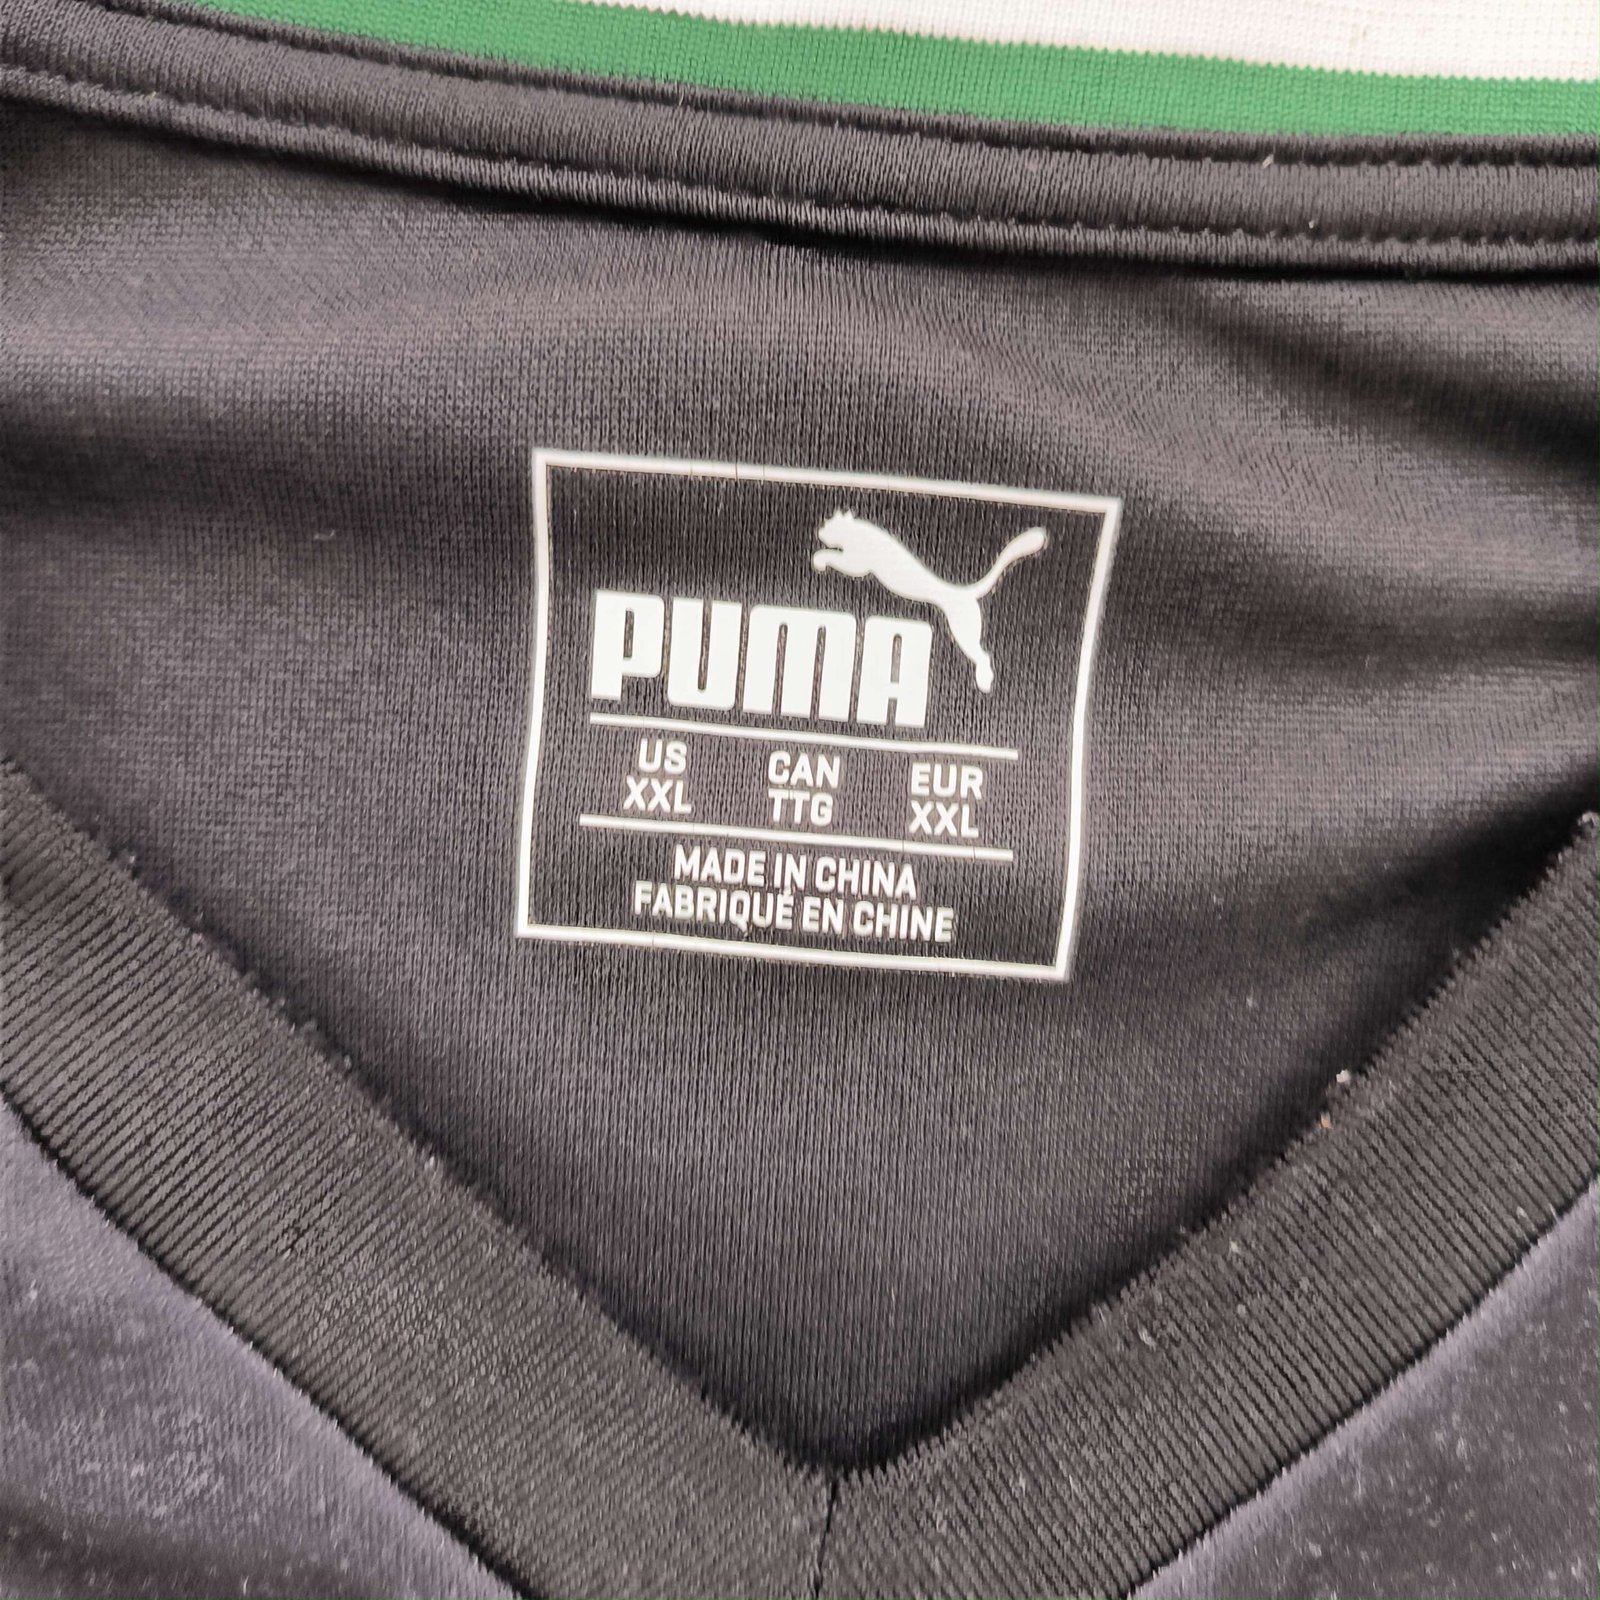 PUMA
US CAN EUR
XXL TTG XXL
MADE IN CHINA
FABRIQUÉ EN CHINE